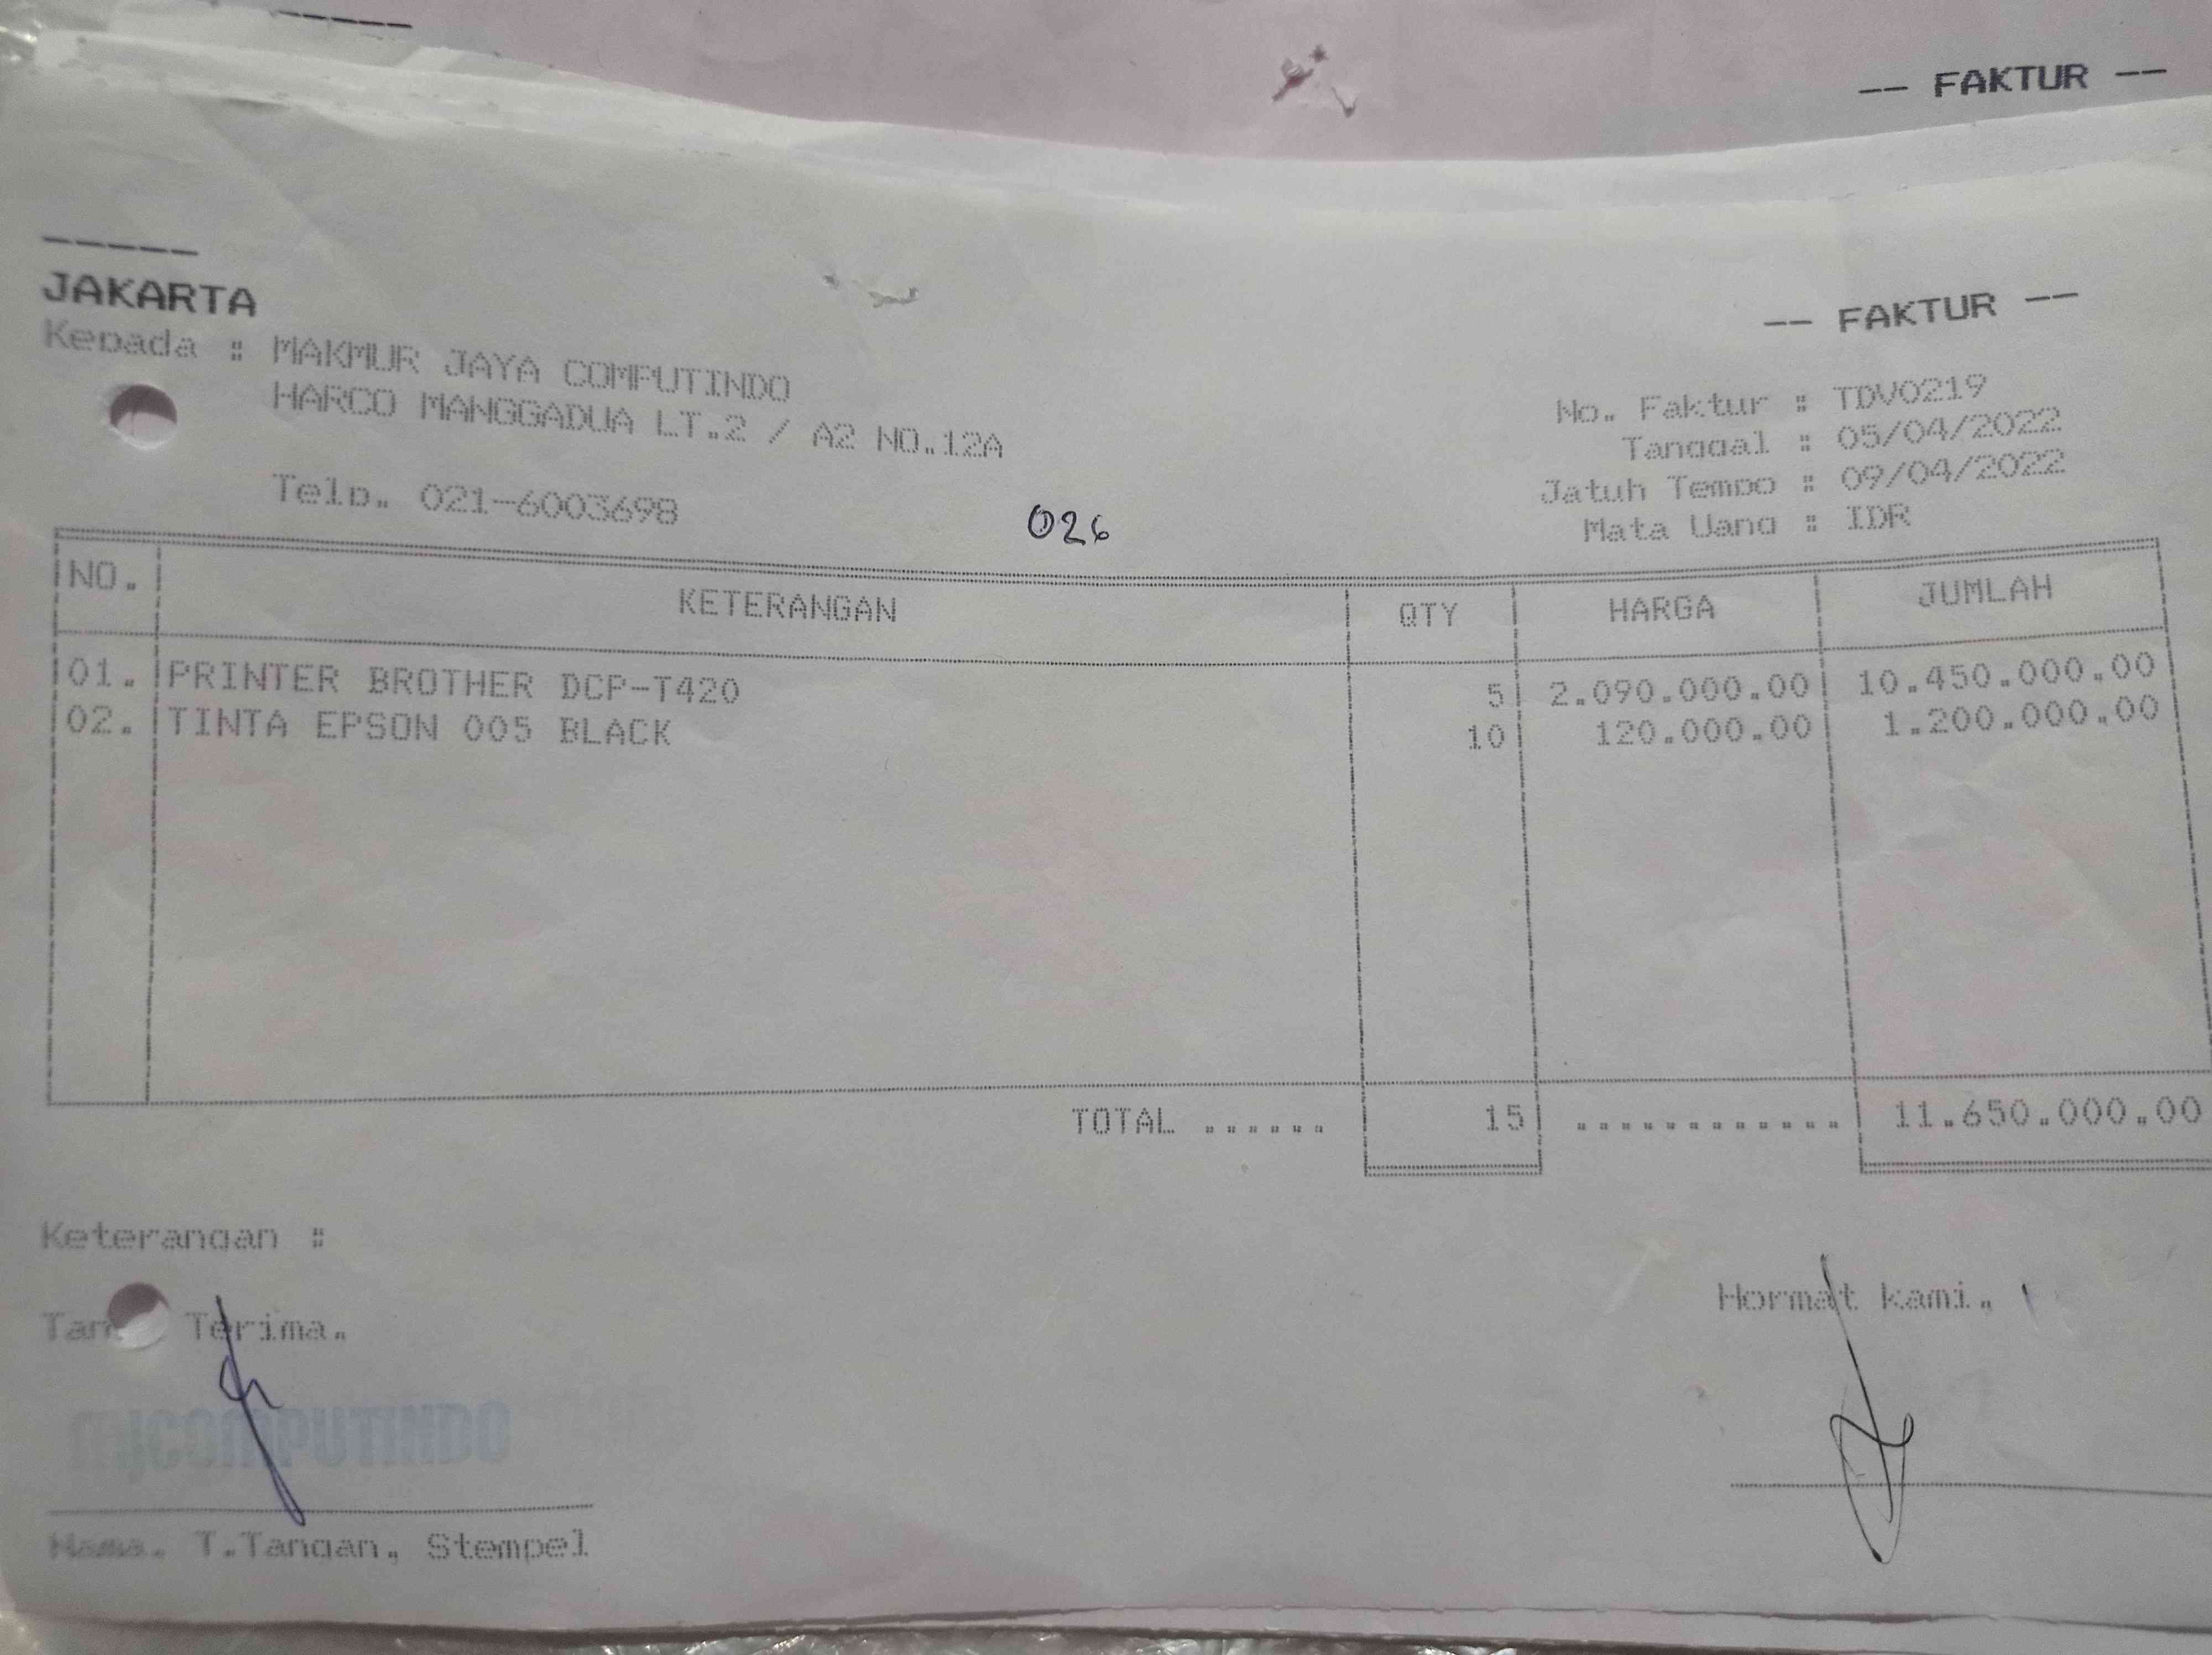 -- FAKTUR --
JAKARTA
-- FAKTUR --
Kepada : MAKMUR JAYA COMPUTINDO
HARCO MANGGADUA LT.2 / A2 NO.12A
Telp. 021-6003698
No. Faktur : TDV0219
Tanggal : 05/04/2022
Jatuh Tempo : 09/04/2022
Mata Uang : IDR
026
NO. KETERANGAN QTY HARGA JUMLAH
01. PRINTER BROTHER DCP-T420 5 2.090.000.00 10.450.000.00
02. TINTA EPSON 005 BLACK 10 120.000.00 1.200.000.00
TOTAL ...... 15 ............ 11.650.000.00
Keterangan :
Terima.
Hormat kami.
mjCOMPUTINDO
Nama. T.Tangan. Stempel